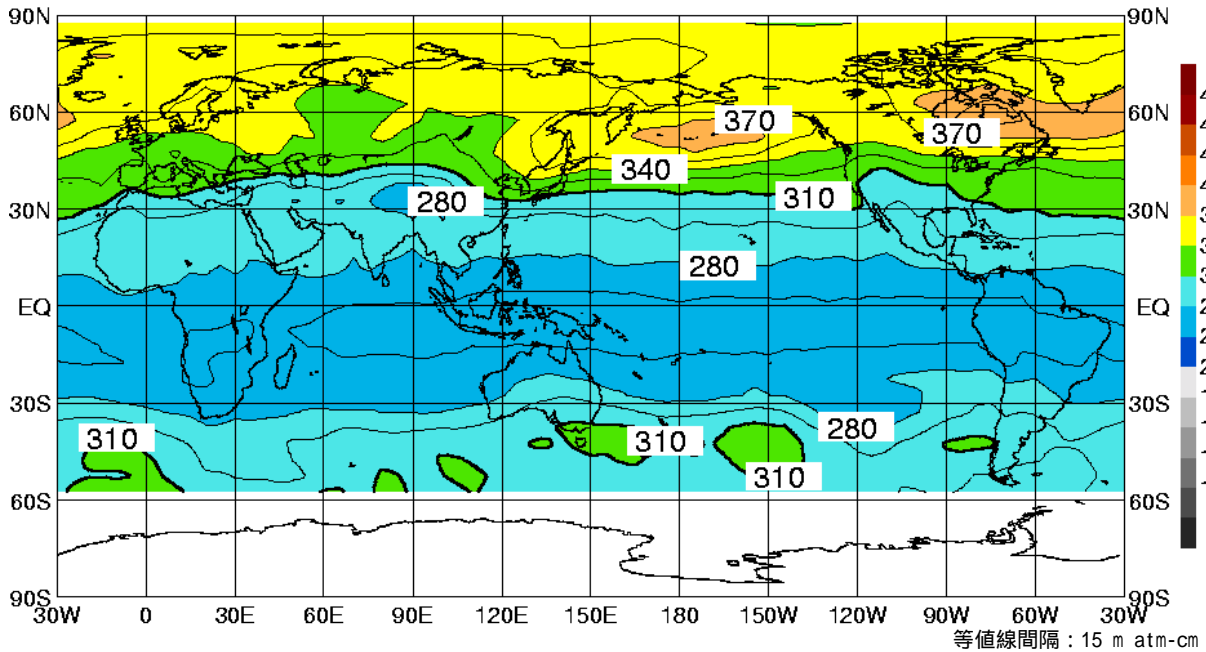 90N 90N
60N 60N
370 370
340
30N 280 310 30N
280
EQ EQ
30S 30S
310 310 280
310
60S 60S
90S 90S
30W 0 30E 60E 90E 120E 150E 180 150W 120W 90W 60W 30W
等値線間隔：15 m atm-cm